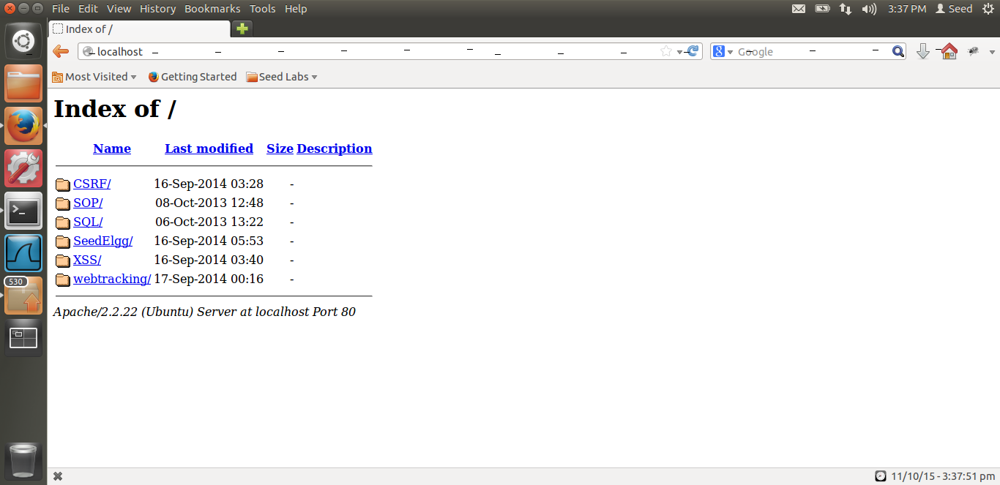 File Edit View History Bookmarks Tools Help 3:37 PM Seed
Index of /
localhost Google
Most Visited Getting Started Seed Labs
Index of /
Name Last modified Size Description
CSRF/ 16-Sep-2014 03:28 -
SOP/ 08-Oct-2013 12:48 -
SQL/ 06-Oct-2013 13:22 -
SeedElgg/ 16-Sep-2014 05:53 -
XSS/ 16-Sep-2014 03:40 -
webtracking/ 17-Sep-2014 00:16 -
530
Apache/2.2.22 (Ubuntu) Server at localhost Port 80
11/10/15 - 3:37:51 pm